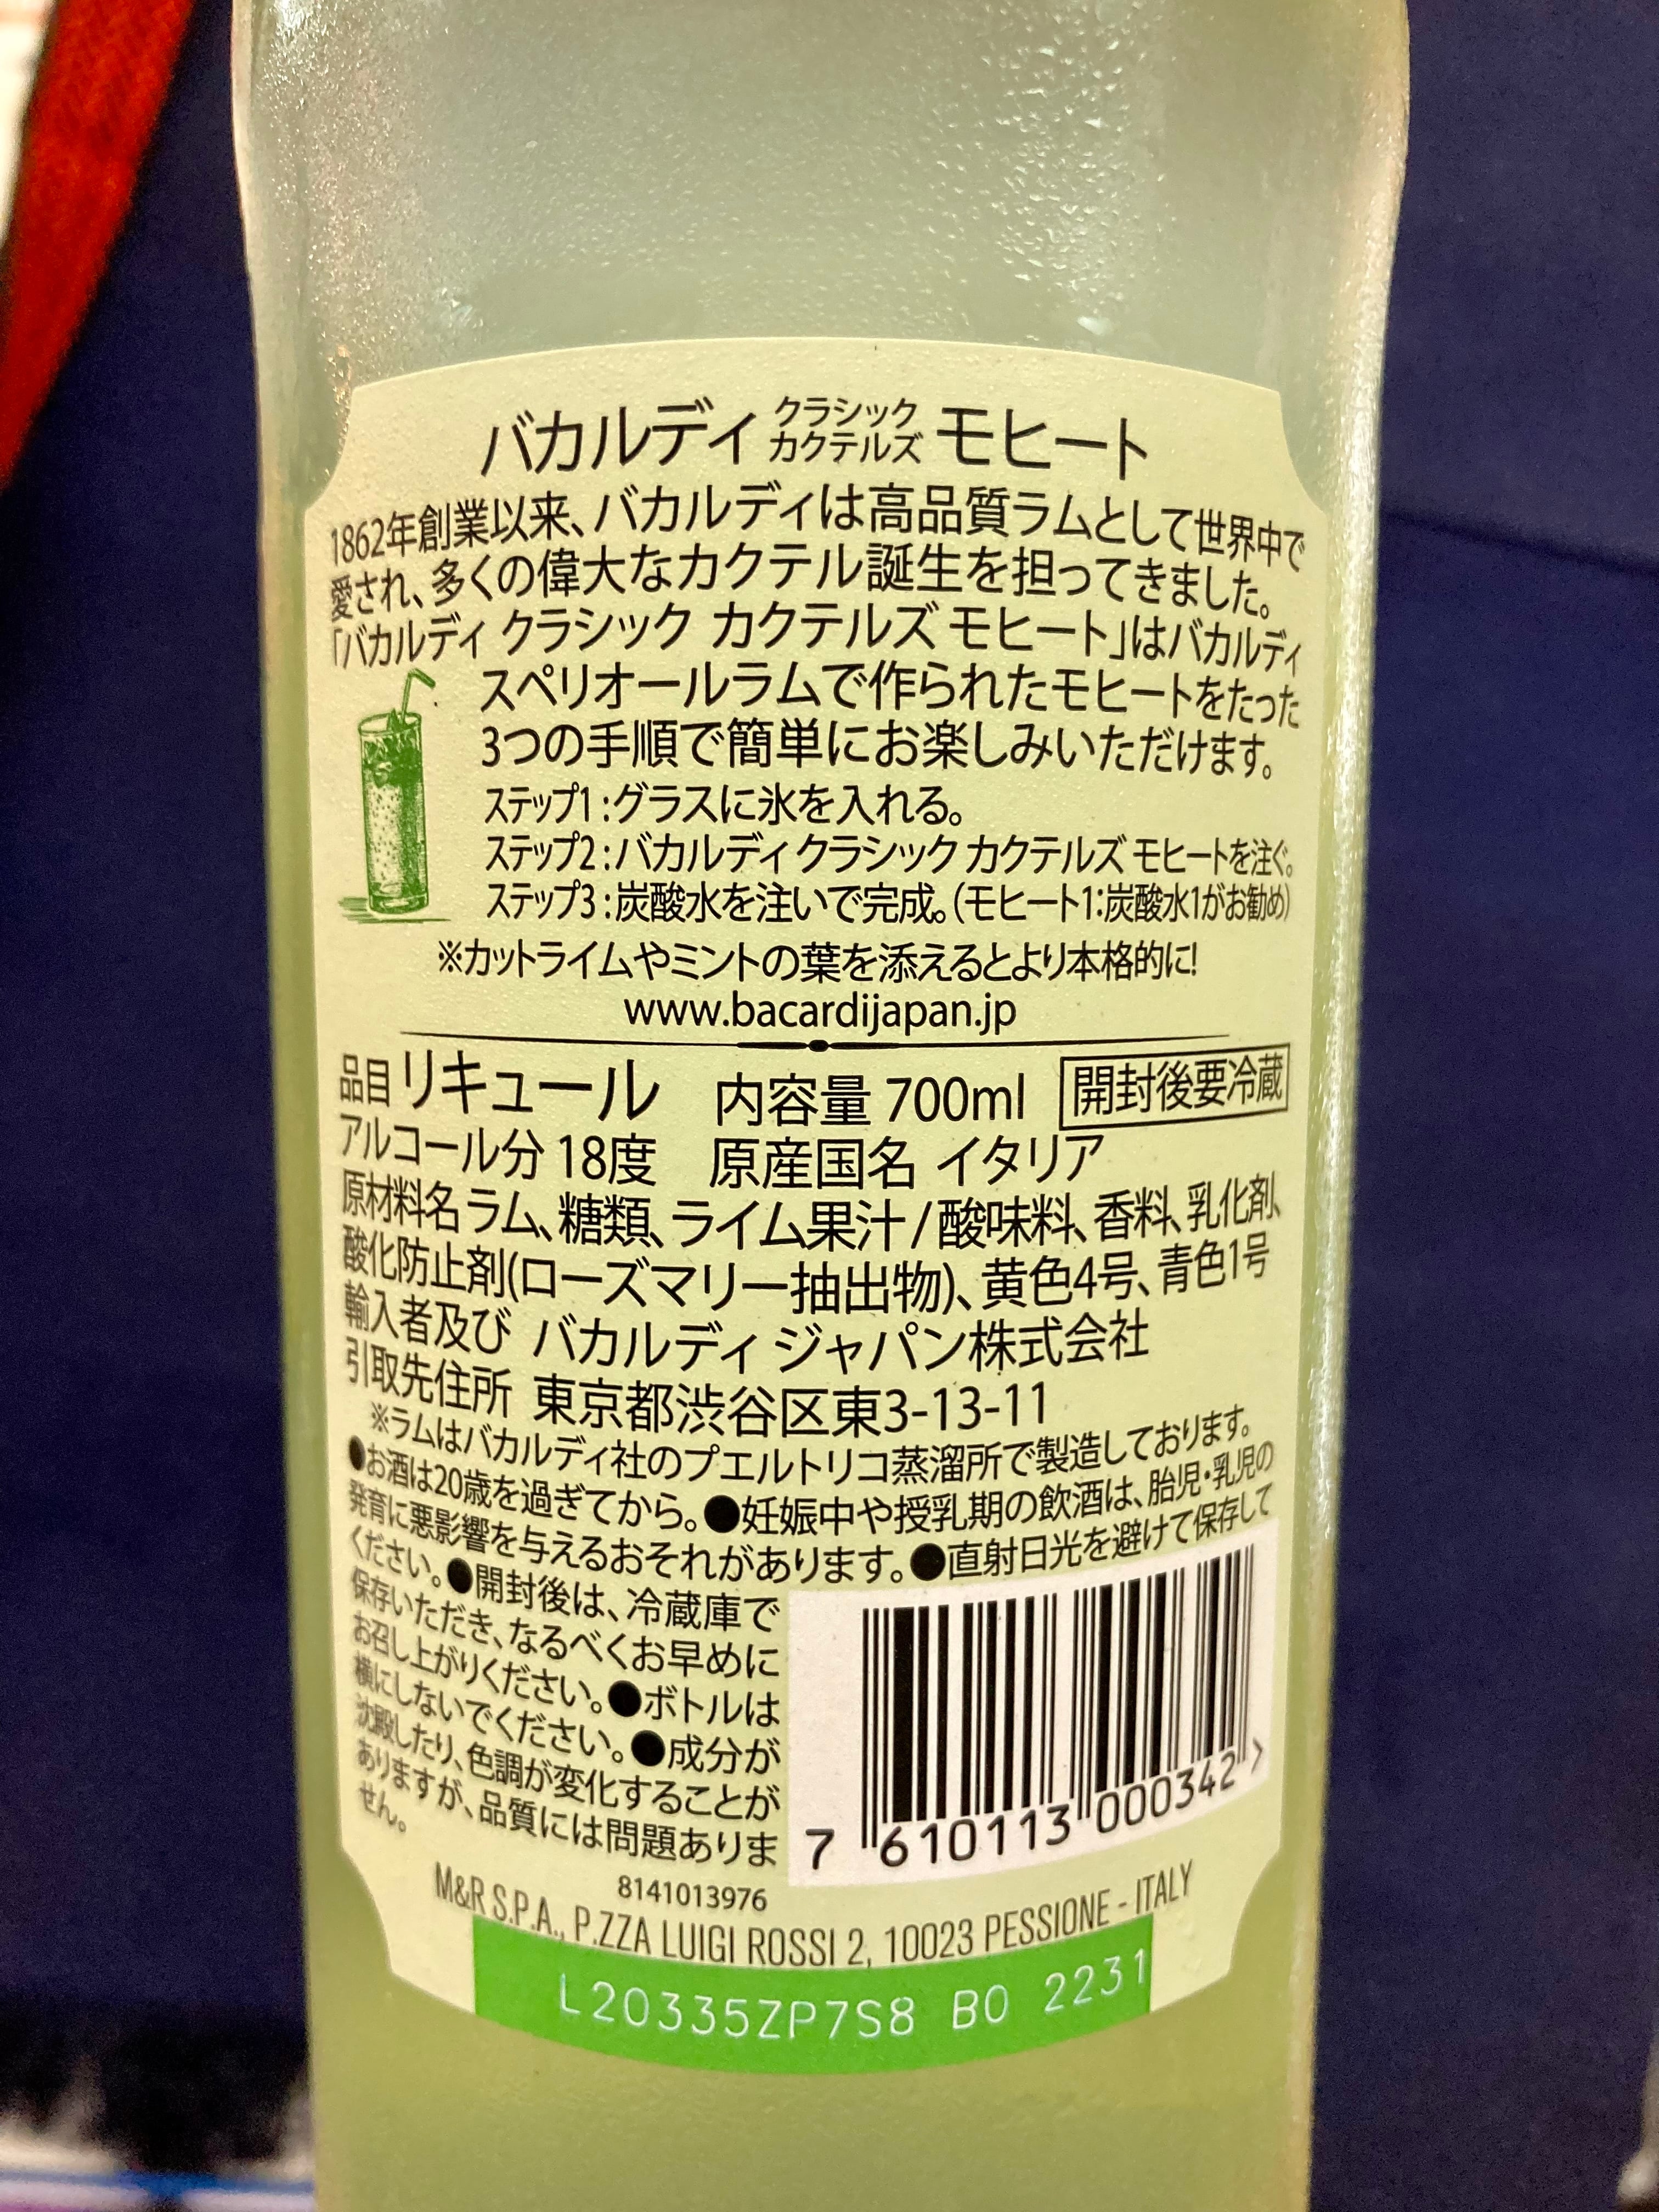 バカルディ クラシック カクテルズ モヒート
1862年創業以来、バカルディは高品質ラムとして世界中で
愛され、多くの偉大なカクテル誕生を担ってきました。
「バカルディ クラシック カクテルズ モヒート」はバカルディ
スペリオールラムで作られたモヒートをたった
3つの手順で簡単にお楽しみいただけます。
ステップ1:グラスに氷を入れる。
ステップ2:バカルディ クラシック カクテルズ モヒートを注ぐ。
ステップ3:炭酸水を注いで完成。(モヒート1:炭酸水1がお勧め)
※カットライムやミントの葉を添えるとより本格的に!
www.bacardijapan.jp
品目 リキュール 内容量 700ml 開封後要冷蔵
アルコール分 18度 原産国名 イタリア
原材料名 ラム、糖類、ライム果汁/酸味料、香料、乳化剤、
酸化防止剤(ローズマリー抽出物)、黄色4号、青色1号
輸入者及び バカルディ ジャパン株式会社
引取先住所 東京都渋谷区東3-13-11
※ラムはバカルディ社のプエルトリコ蒸溜所で製造しております。
●お酒は20歳を過ぎてから。●妊娠中や授乳期の飲酒は、胎児・乳児の
発育に悪影響を与えるおそれがあります。●直射日光を避けて保存して
ください。●開封後は、冷蔵庫で
保存いただき、なるべくお早めに
お召し上がりください。●ボトルは
横にしないでください。●成分が
沈殿したり、色調が変化することが
ありますが、品質には問題ありま
せん。
7 610113 000342 >
8141013976
M&R S.P.A., P.ZZA LUIGI ROSSI 2, 10023 PESSIONE - ITALY
L20335ZP7S8 BO 2231